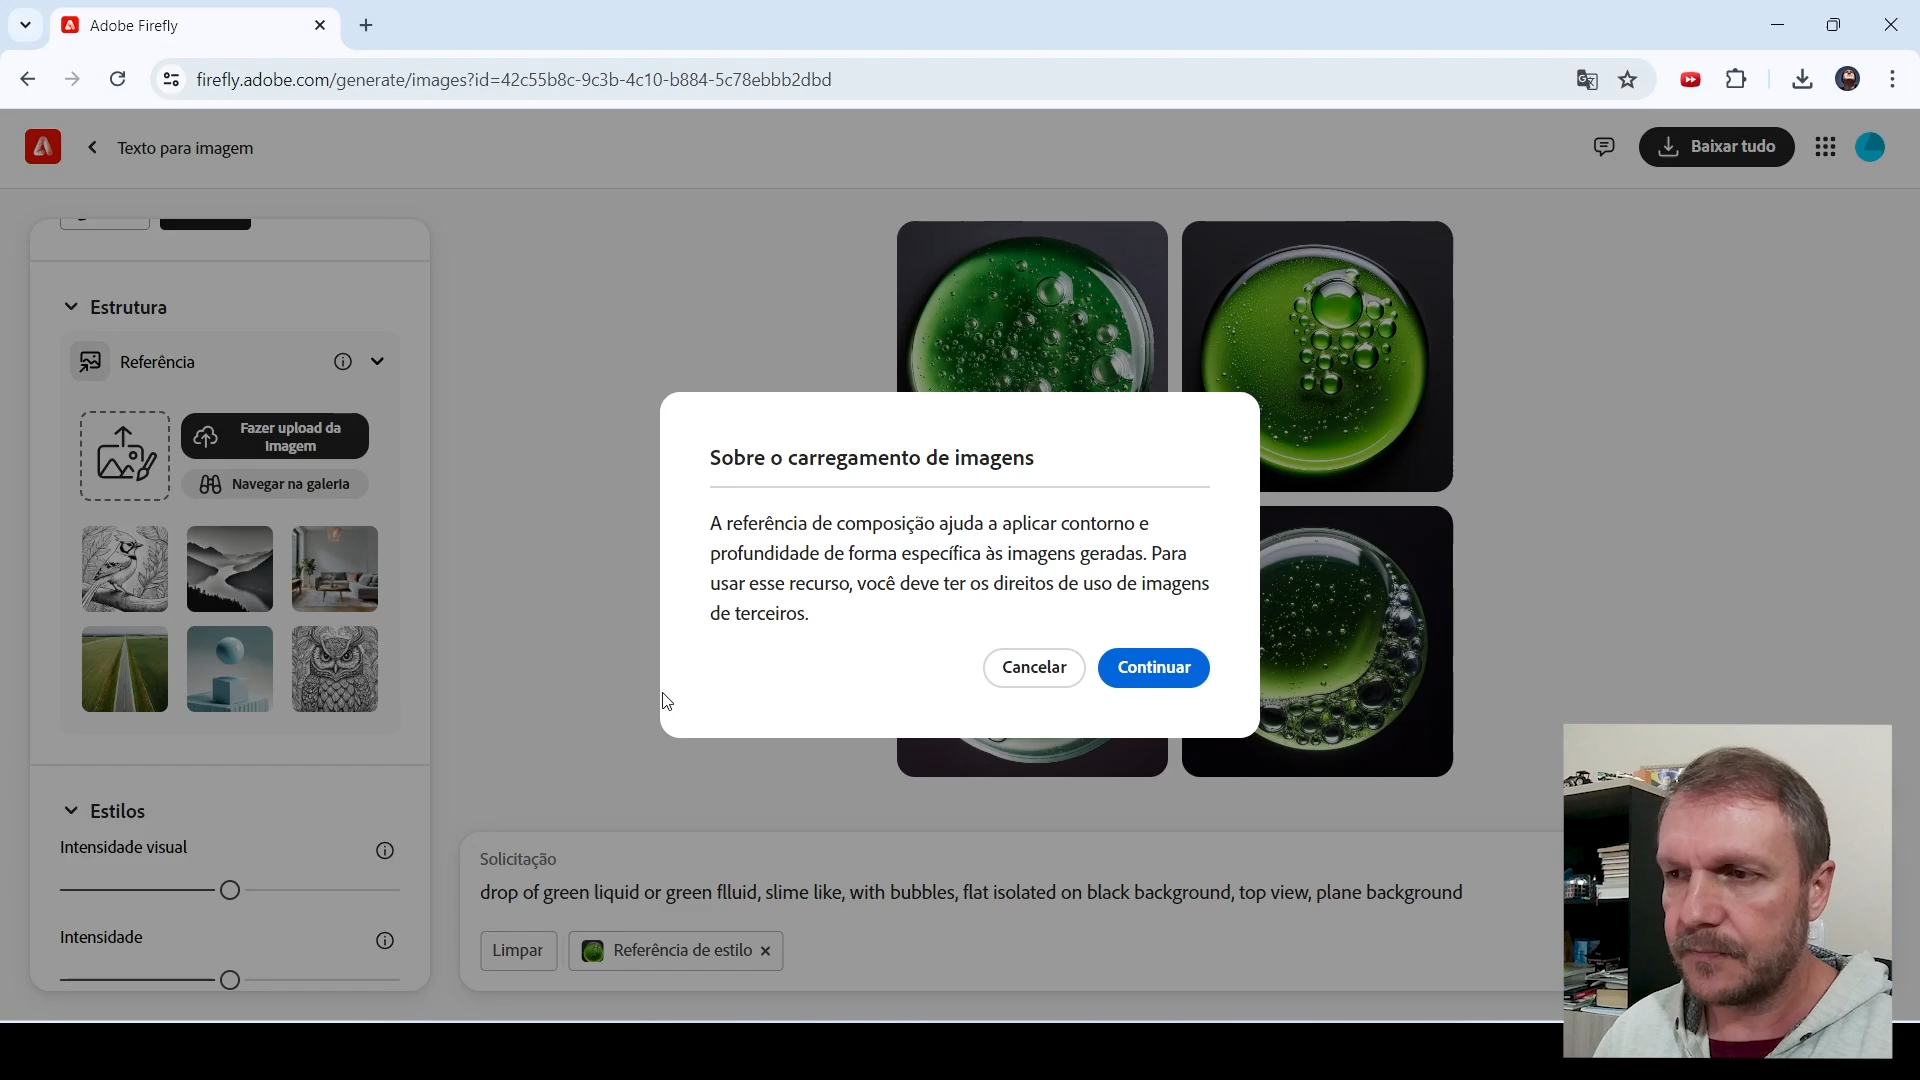 Adobe Firefly
firefly.adobe.com/generate/images?id=42c55b8c-9c3b-4c10-b884-5c78ebbb2dbd
Texto para imagem
Baixar tudo
Estrutura
Referência
Fazer upload da
Imagem
Navegar na galeria
Estilos
Intensidade visual
Intensidade
Sobre o carregamento de imagens
A referência de composição ajuda a aplicar contorno e
profundidade de forma específica às imagens geradas. Para
usar esse recurso, você deve ter os direitos de uso de imagens
de terceiros.
Cancelar
Continuar
Solicitação
drop of green liquid or green flluid, slime like, with bubbles, flat isolated on black background, top view, plane background
Limpar
Referência de estilo